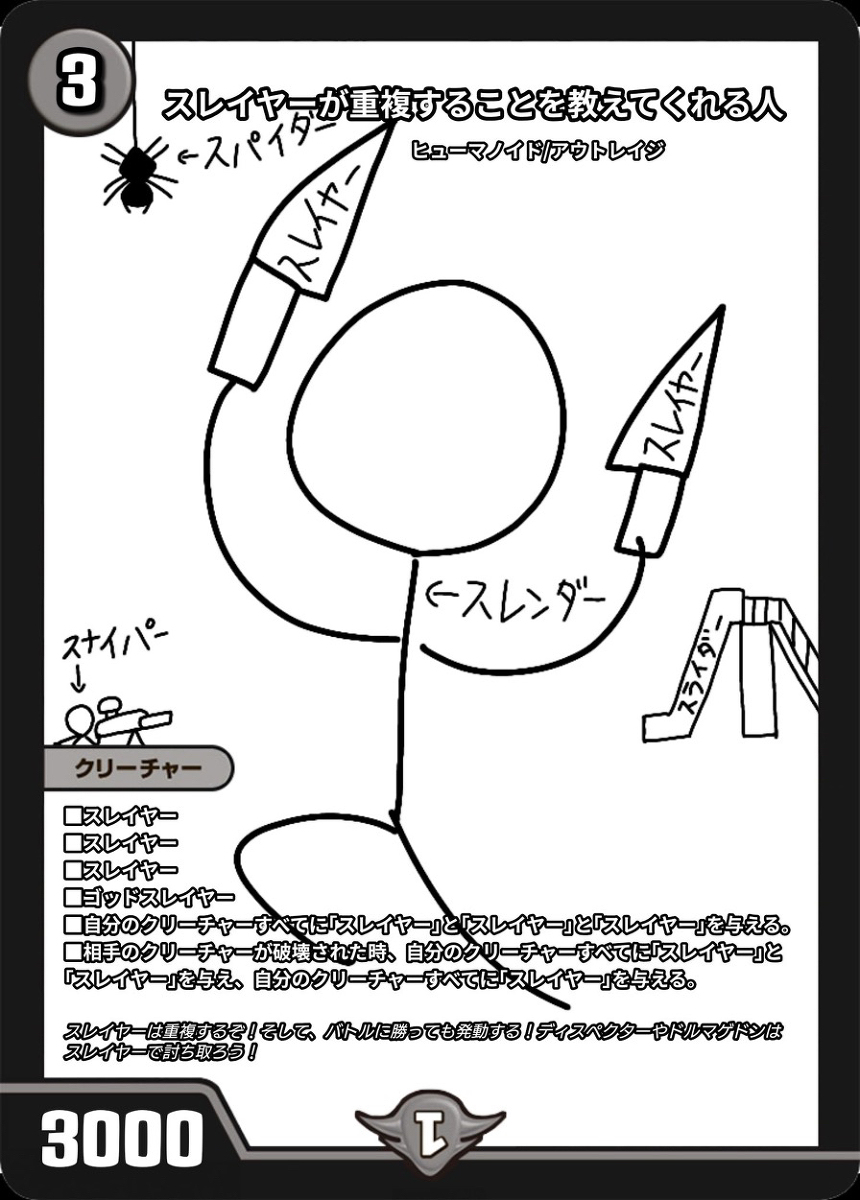 3
スレイヤーが重複することを教えてくれる人
ヒューマノイド/アウトレイジ
←スパイダー
スレイヤー
スレイヤー
←スレンダー
スナイパー
↓
スライダー
クリーチャー
■スレイヤー
■スレイヤー
■スレイヤー
■ゴッドスレイヤー
■自分のクリーチャーすべてに「スレイヤー」と「スレイヤー」と「スレイヤー」を与える。
■相手のクリーチャーが破壊された時、自分のクリーチャーすべてに「スレイヤー」と
「スレイヤー」を与え、自分のクリーチャーすべてに「スレイヤー」を与える。
スレイヤーは重複するぞ！そして、バトルに勝っても発動する！ディスペクターやドルマゲドンは
スレイヤーで討ち取ろう！
3000